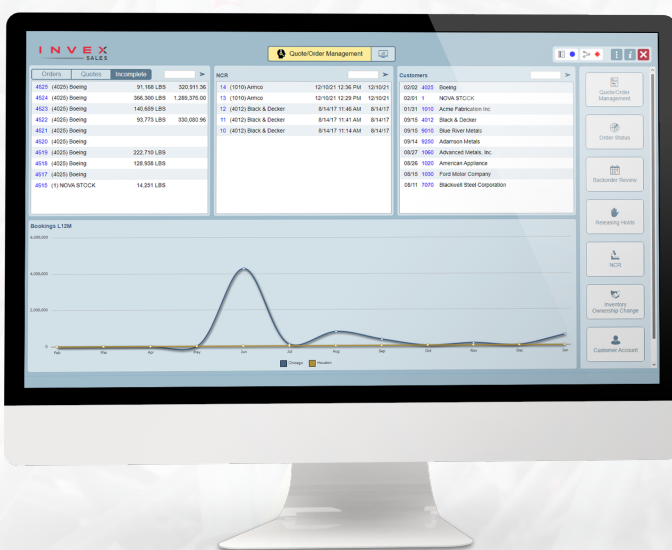 INVEX
SALES
Quote/Order Management
Orders Quotes Incomplete
4525 (4025) Boeing 91,168 LBS 320,911.36
4524 (4025) Boeing 366,300 LBS 1,289,376.00
4523 (4025) Boeing 140,659 LBS
4522 (4025) Boeing 93,773 LBS 330,080.96
4521 (4025) Boeing
4520 (4025) Boeing
4519 (4025) Boeing 222,710 LBS
4518 (4025) Boeing 128,938 LBS
4517 (4025) Boeing
4515 (1) NOVA STOCK 14,251 LBS
NCR
14 (1010) Armco 12/10/21 12:36 PM 12/10/21
13 (1010) Armco 12/10/21 12:29 PM 12/10/21
12 (4012) Black & Decker 8/14/17 11:45 AM 8/14/17
11 (4012) Black & Decker 8/14/17 11:44 AM 8/14/17
10 (4012) Black & Decker 8/14/17 11:14 AM 8/14/17
Customers
02/02 4025 Boeing
02/01 1 NOVA STOCK
01/31 1010 Acme Fabrication Inc
09/15 4012 Black & Decker
09/15 9010 Blue River Metals
09/14 9250 Adamson Metals
08/27 1060 Advanced Metals, Inc.
08/26 1020 American Appliance
08/15 1030 Ford Motor Company
08/11 7070 Blackwell Steel Corporation
Quote/Order
Management
Order Status
Backorder Review
Releasing Holds
NCR
Inventory
Ownership Change
Customer Account
Bookings L12M
6,000,000
4,000,000
2,000,000
0
Feb Mar Apr May Jun Jul Aug Sep Oct Nov Dec Jan
Chicago Houston